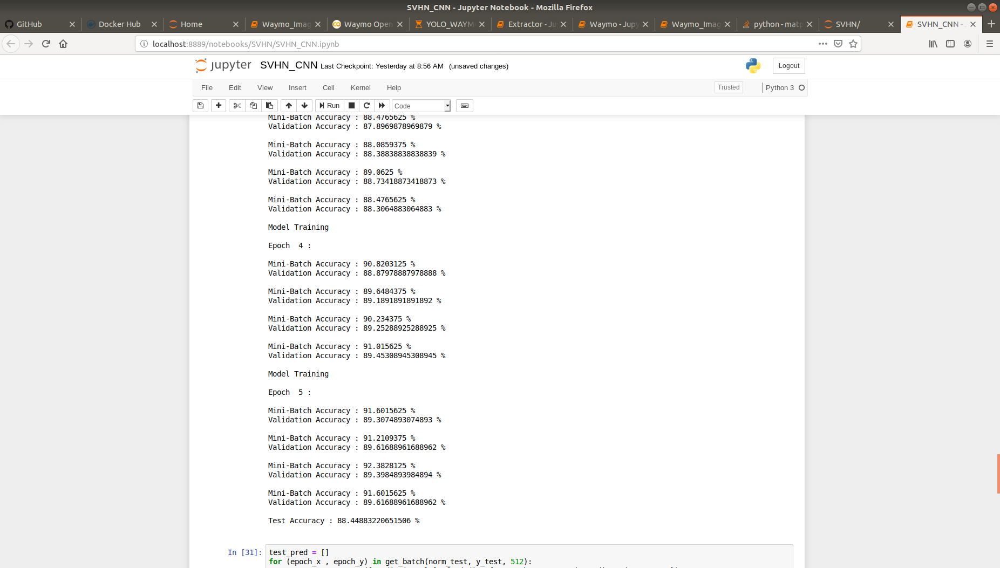 SVHN_CNN - Jupyter Notebook - Mozilla Firefox
GitHub
Docker Hub
Home
Waymo_Imag
Waymo Open
YOLO_WAYM
Extractor - Ju
Waymo - Jupy
Waymo_Imag
python - matp
SVHN/
SVHN_CNN -
localhost:8889/notebooks/SVHN/SVHN_CNN.ipynb
jupyter SVHN_CNN Last Checkpoint: Yesterday at 8:56 AM (unsaved changes)
Logout
File Edit View Insert Cell Kernel Help
Trusted
Python 3
Run
Code
Mini-Batch Accuracy : 88.4765625 %
Validation Accuracy : 87.8969878969879 %
Mini-Batch Accuracy : 88.0859375 %
Validation Accuracy : 88.38838838838839 %
Mini-Batch Accuracy : 89.0625 %
Validation Accuracy : 88.73418873418873 %
Mini-Batch Accuracy : 88.4765625 %
Validation Accuracy : 88.3064883064883 %
Model Training
Epoch  4 :
Mini-Batch Accuracy : 90.8203125 %
Validation Accuracy : 88.87978887978888 %
Mini-Batch Accuracy : 89.6484375 %
Validation Accuracy : 89.1891891891892 %
Mini-Batch Accuracy : 90.234375 %
Validation Accuracy : 89.25288925288925 %
Mini-Batch Accuracy : 91.015625 %
Validation Accuracy : 89.45308945308945 %
Model Training
Epoch  5 :
Mini-Batch Accuracy : 91.6015625 %
Validation Accuracy : 89.3074893074893 %
Mini-Batch Accuracy : 91.2109375 %
Validation Accuracy : 89.61688961688962 %
Mini-Batch Accuracy : 92.3828125 %
Validation Accuracy : 89.3984893984894 %
Mini-Batch Accuracy : 91.6015625 %
Validation Accuracy : 89.61688961688962 %
Test Accuracy : 88.44883220651506 %
In [31]: test_pred = []
for (epoch_x , epoch_y) in get_batch(norm_test, y_test, 512):